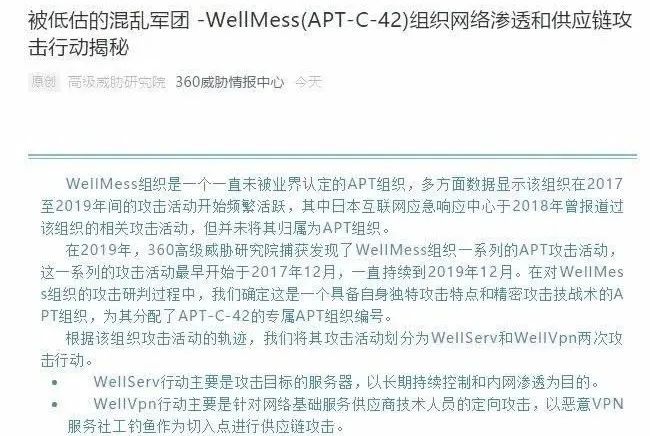 被低估的混乱军团 -WellMess(APT-C-42)组织网络渗透和供应链攻
击行动揭秘
原创 高级威胁研究院 360威胁情报中心 今天
WellMess组织是一个一直未被业界认定的APT组织，多方面数据显示该组织在2017
至2019年间的攻击活动开始频繁活跃，其中日本互联网应急响应中心于2018年曾报道过
该组织的相关攻击活动，但并未将其归属为APT组织。
在2019年，360高级威胁研究院捕获发现了WellMess组织一系列的APT攻击活动，
这一系列的攻击活动最早开始于2017年12月，一直持续到2019年12月。在对WellMes
s组织的攻击研判过程中，我们确定这是一个具备自身独特攻击特点和精密攻击技战术的A
PT组织，为其分配了APT-C-42的专属APT组织编号。
根据该组织攻击活动的轨迹，我们将其攻击活动划分为WellServ和WellVpn两次攻
击行动。
• WellServ行动主要是攻击目标的服务器，以长期持续控制和内网渗透为目的。
• WellVpn行动主要是针对网络基础服务供应商技术人员的定向攻击，以恶意VPN
服务社工钓鱼作为切入点进行供应链攻击。